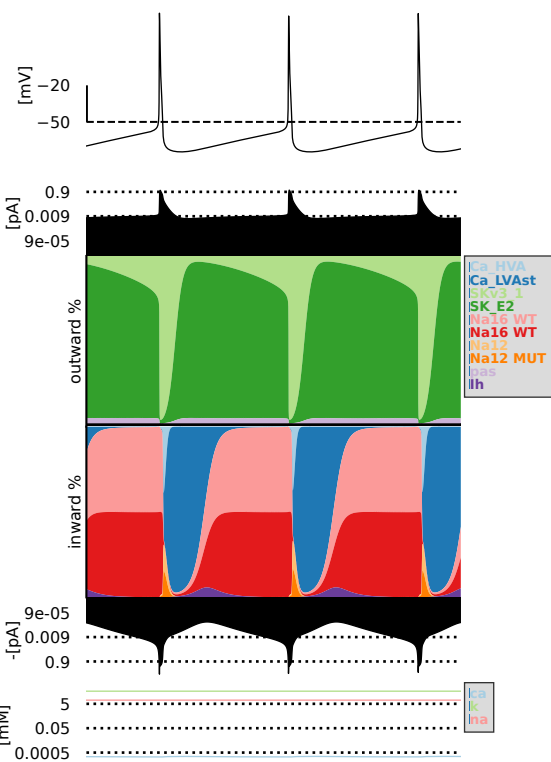 [mV]
−20
−50
[pA]
0.9
0.009
9e-05
outward %
Ca_HVA
Ca_LVAst
SKv3_1
SK_E2
Na16 WT
Na16 WT
Na12
Na12 MUT
pas
Ih
inward %
-[pA]
9e-05
0.009
0.9
[mM]
5
0.05
0.0005
ca
k
na